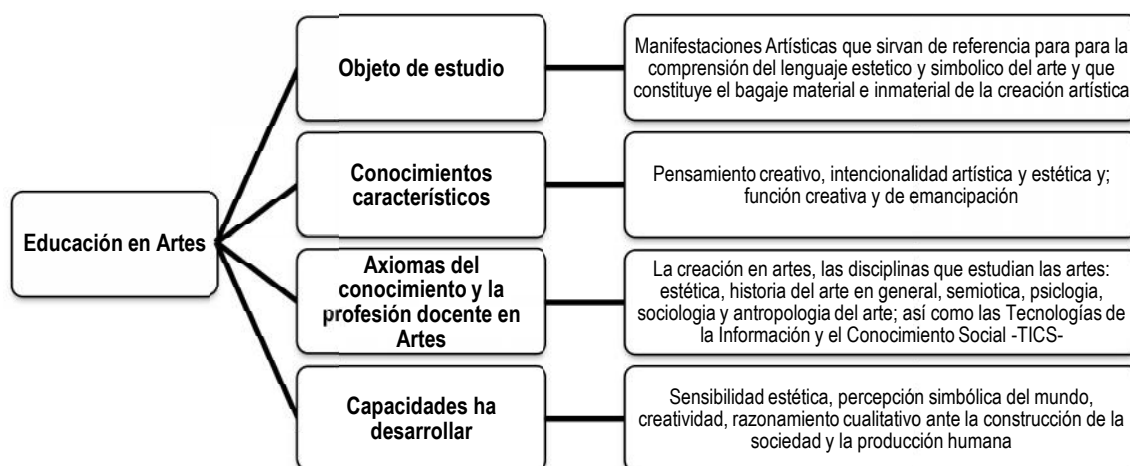 Educación en Artes
Objeto de estudio
Manifestaciones Artísticas que sirvan de referencia para para la
comprensión del lenguaje estetico y simbolico del arte y que
constituye el bagaje material e inmaterial de la creación artística
Conocimientos
característicos
Pensamiento creativo, intencionalidad artística y estética y;
función creativa y de emancipación
Axiomas del
conocimiento y la
profesión docente en
Artes
La creación en artes, las disciplinas que estudian las artes:
estética, historia del arte en general, semiotica, psiclogia,
sociologia y antropologia del arte; así como las Tecnologías de
la Información y el Conocimiento Social -TICS-
Capacidades ha
desarrollar
Sensibilidad estética, percepción simbólica del mundo,
creatividad, razonamiento cualitativo ante la construcción de la
sociedad y la producción humana